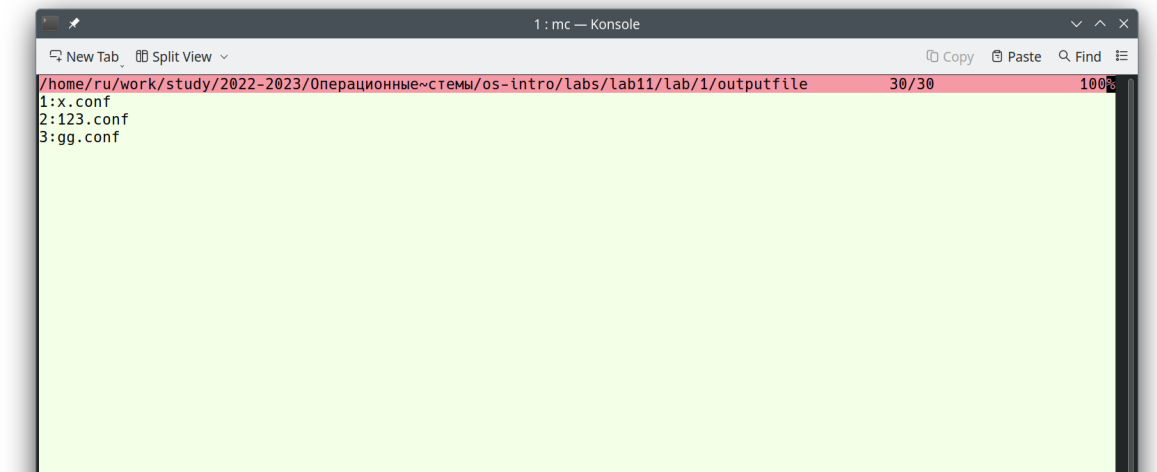 1 : mc — Konsole
New Tab Split View Copy Paste Find
/home/ru/work/study/2022-2023/Операционные~стемы/os-intro/labs/lab11/lab/1/outputfile 30/30 100%
1:x.conf
2:123.conf
3:gg.conf